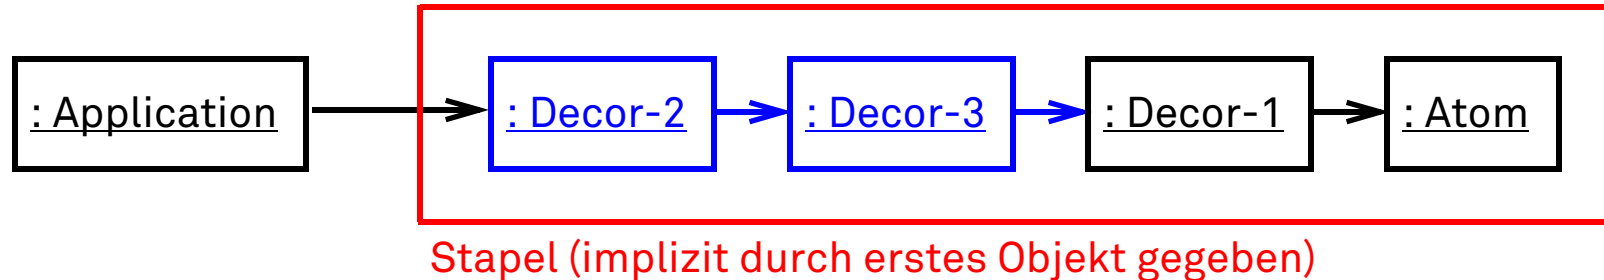 : Application
: Decor-2
: Decor-3
: Decor-1
: Atom
Stapel (implizit durch erstes Objekt gegeben)